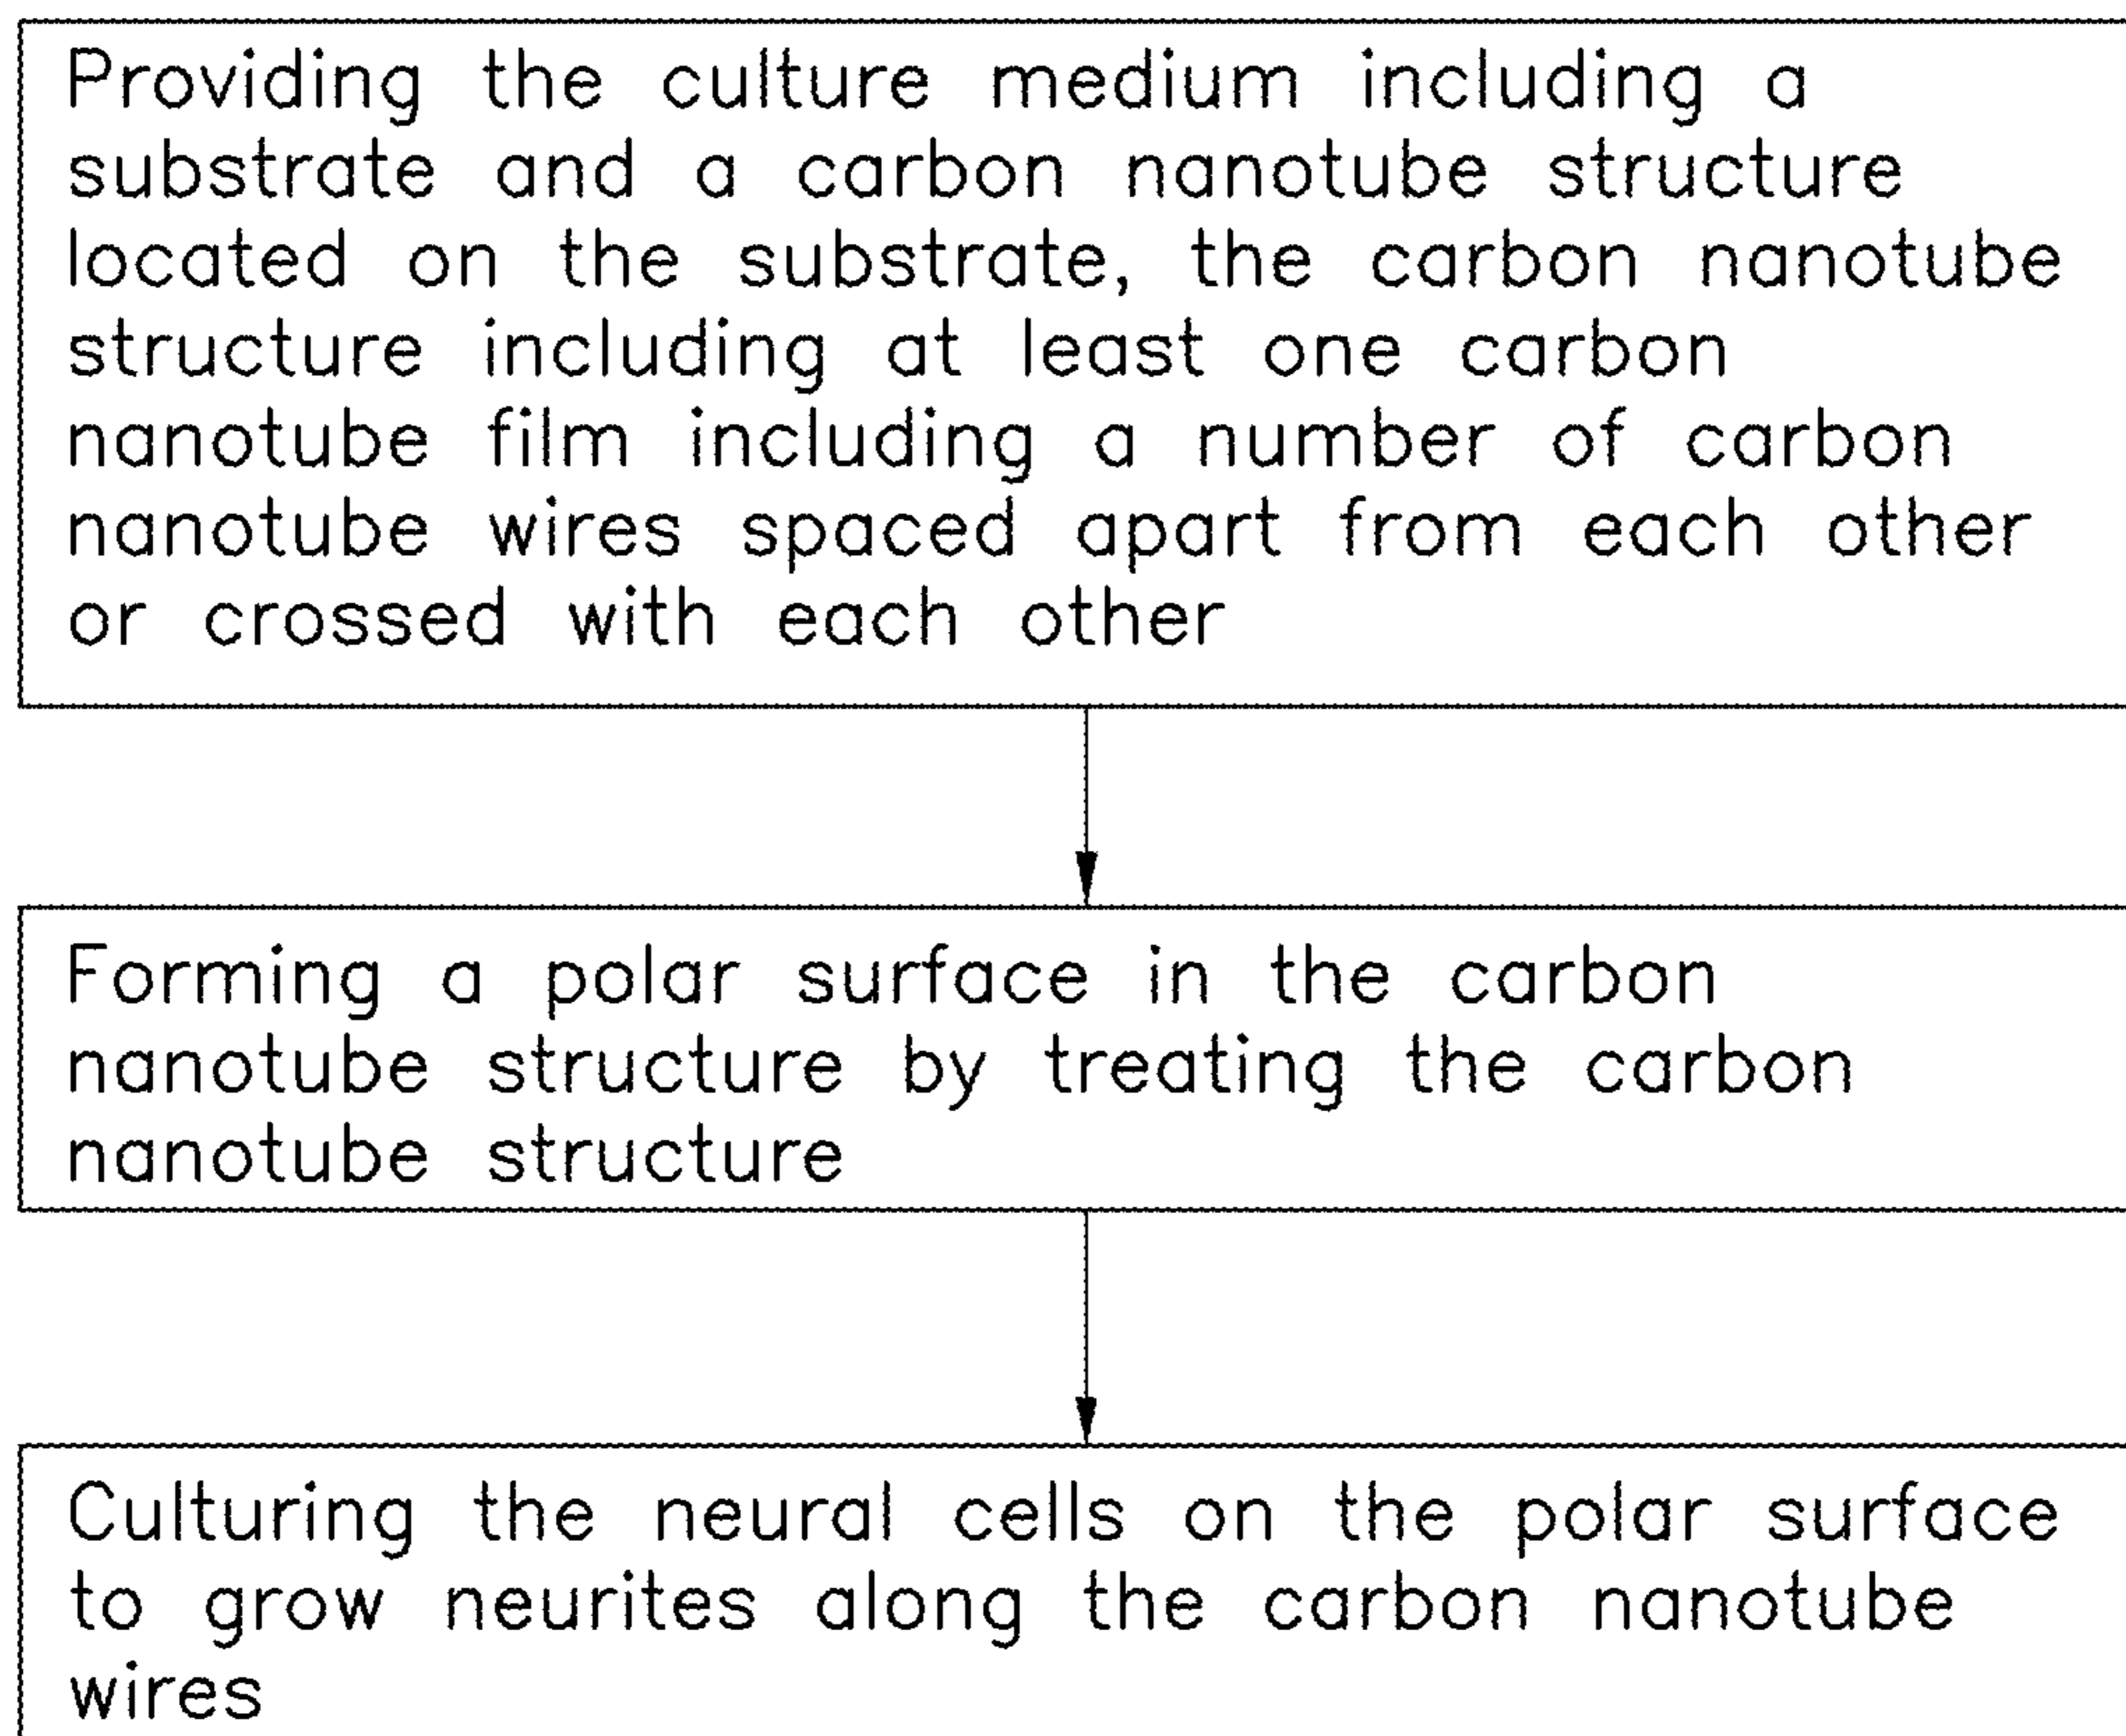 Providing the culture medium including a
substrate and a carbon nanotube structure
located on the substrate, the carbon nanotube
structure including at least one carbon
nanotube film including a number of carbon
nanotube wires spaced apart from each other
or crossed with each other
Forming a polar surface in the carbon
nanotube structure by treating the carbon
nanotube structure
Culturing the neural cells on the polar surface
to grow neurites along the carbon nanotube
wires